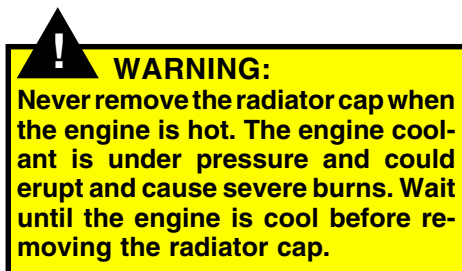 !
WARNING:
Never remove the radiator cap when
the engine is hot. The engine cool-
ant is under pressure and could
erupt and cause severe burns. Wait
until the engine is cool before re-
moving the radiator cap.